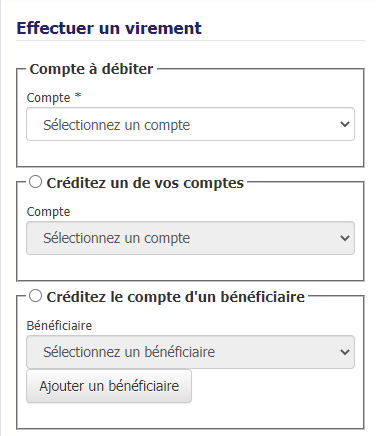 Effectuer un virement
Compte à débiter
Compte *
Sélectionnez un compte
Créditez un de vos comptes
Compte
Sélectionnez un compte
Créditez le compte d'un bénéficiaire
Bénéficiaire
Sélectionnez un bénéficiaire
Ajouter un bénéficiaire